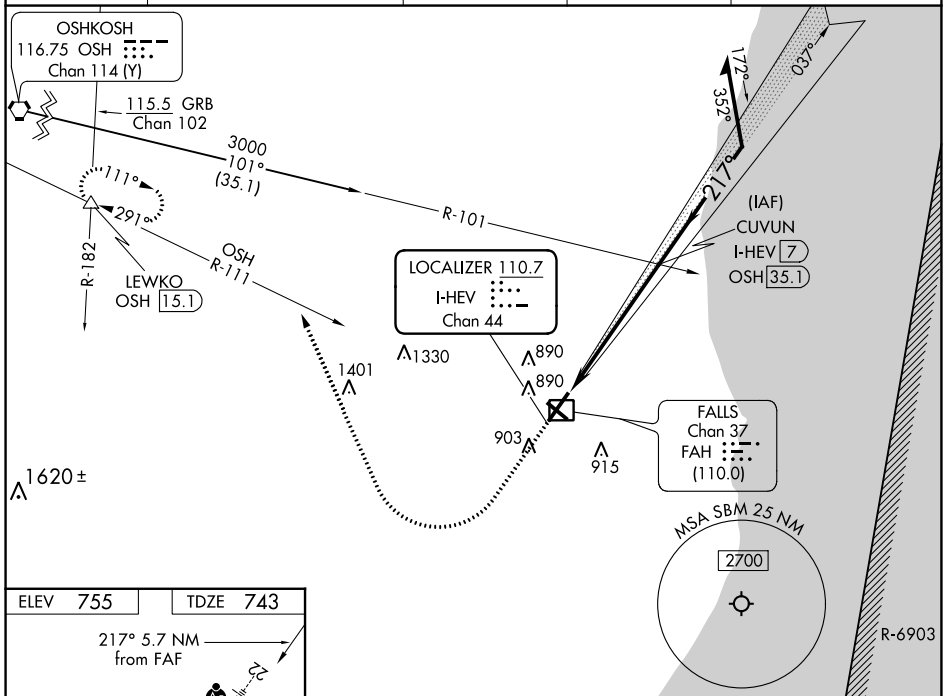 OSHKOSH
116.75 OSH
Chan 114 (Y)
115.5 GRB
Chan 102
3000
101°
(35.1)
R-101
172°
352°
037°
217°
(IAF)
CUVUN
I-HEV 7
OSH 35.1
111°
291°
OSH
R-111
R-182
LEWKO
OSH 15.1
LOCALIZER 110.7
I-HEV
Chan 44
1330
890
1401
890
903
915
FALLS
Chan 37
FAH
(110.0)
1620 ±
MSA SBM 25 NM
2700
R-6903
ELEV 755
TDZE 743
217° 5.7 NM
from FAF
22